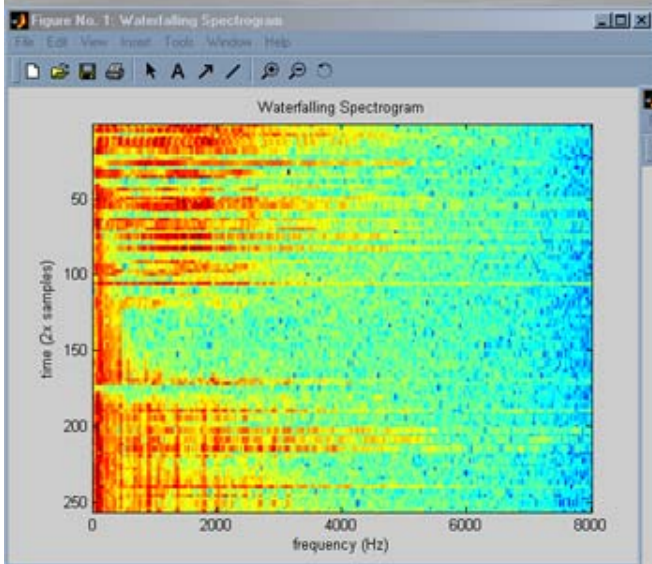 Figure No. 1: Waterfalling Spectrogram
File Edit View Insert Tools Window Help
A
Waterfalling Spectrogram
50
100
150
200
250
time (2x samples)
0 2000 4000 6000 8000
frequency (Hz)